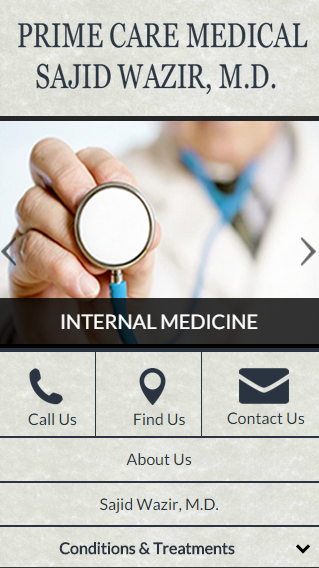 PRIME CARE MEDICAL
SAJID WAZIR, M.D.
INTERNAL MEDICINE
Call Us
Find Us
Contact Us
About Us
Sajid Wazir, M.D.
Conditions & Treatments